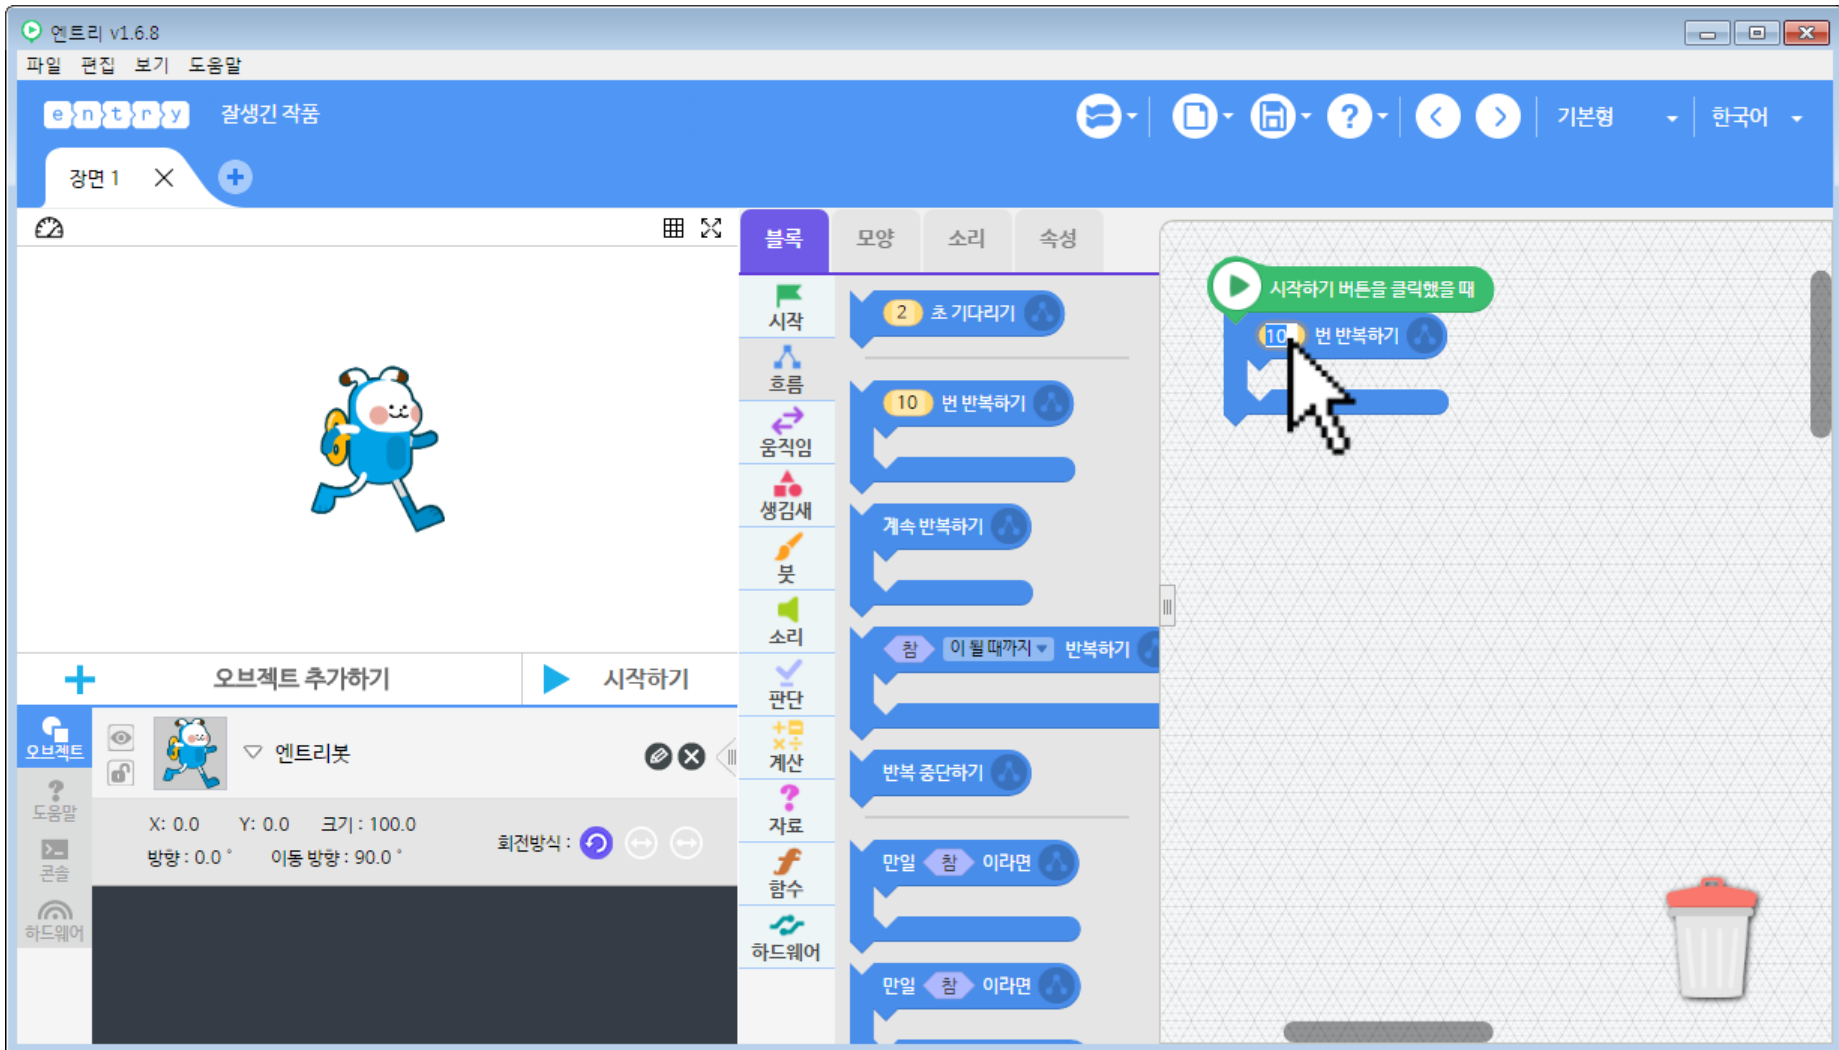 엔트리 v1.6.8
파일 편집 보기 도움말
entry 잘생긴 작품
? 기본형 한국어
장면 1
블록 모양 소리 속성
시작
흐름
움직임
생김새
붓
소리
판단
계산
자료
함수
하드웨어
2 초 기다리기
10 번 반복하기
계속 반복하기
참 이 될 때까지 반복하기
반복 중단하기
만일 참 이라면
만일 참 이라면
시작하기 버튼을 클릭했을 때
10 번 반복하기
오브젝트 추가하기 시작하기
오브젝트
도움말
콘솔
하드웨어
엔트리봇
X: 0.0 Y: 0.0 크기 : 100.0
방향 : 0.0 ˚ 이동 방향 : 90.0 ˚
회전방식 :